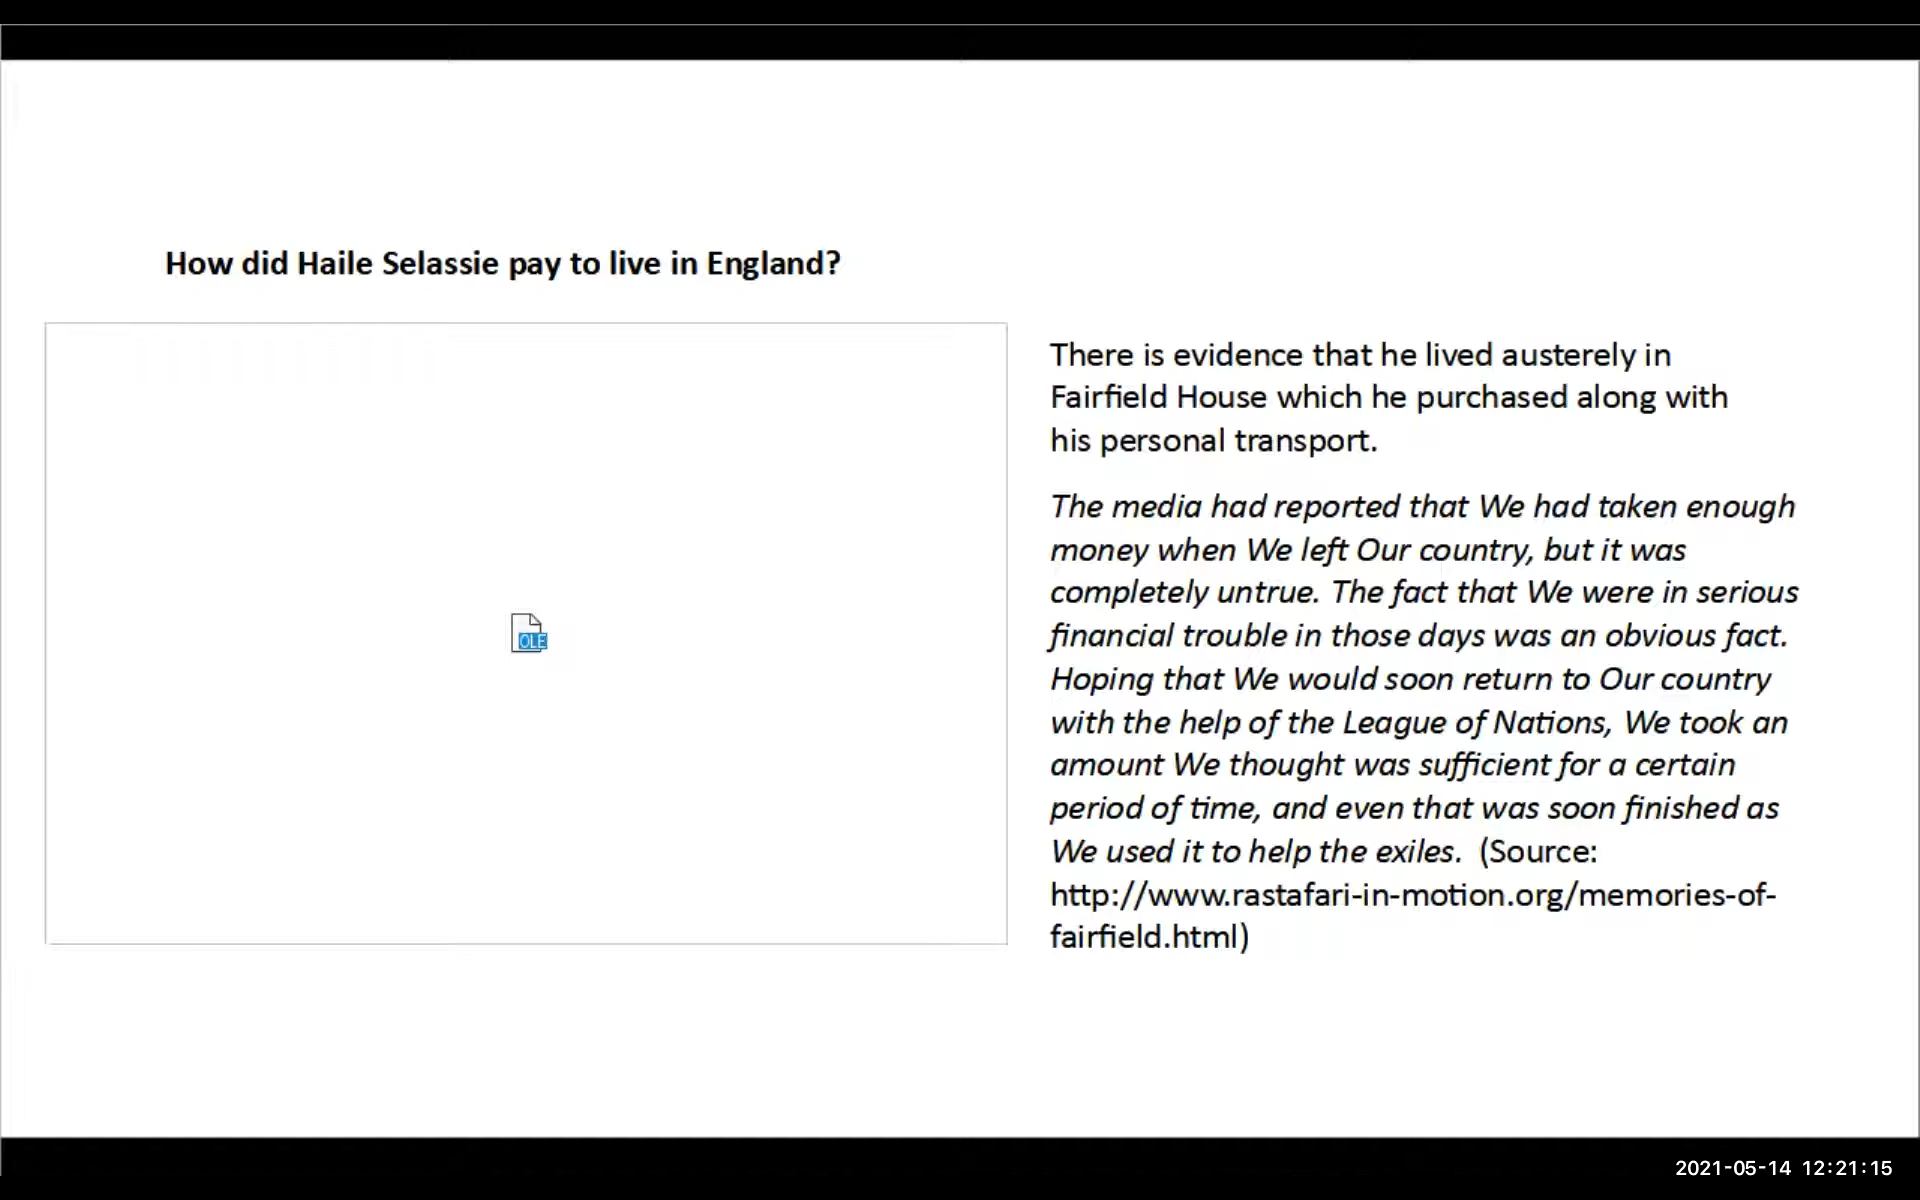 How did Haile Selassie pay to live in England?
OLE
There is evidence that he lived austerely in
Fairfield House which he purchased along with
his personal transport.
The media had reported that We had taken enough
money when We left Our country, but it was
completely untrue. The fact that We were in serious
financial trouble in those days was an obvious fact.
Hoping that We would soon return to Our country
with the help of the League of Nations, We took an
amount We thought was sufficient for a certain
period of time, and even that was soon finished as
We used it to help the exiles. (Source:
http://www.rastafari-in-motion.org/memories-of-
fairfield.html)
2021-05-14 12:21:15